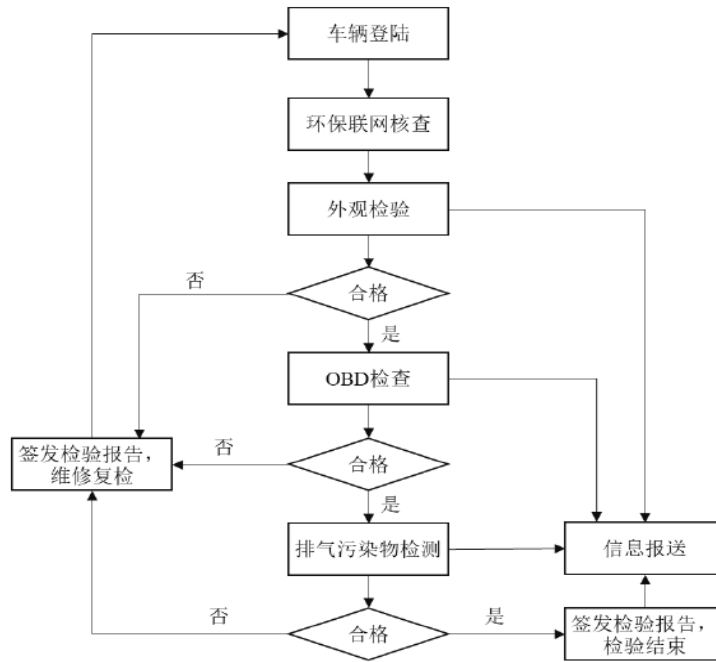 车辆登陆
环保联网核查
外观检验
否
合格
是
OBD检查
签发检验报告，
维修复检
否
合格
是
排气污染物检测
信息报送
否
合格
是
签发检验报告，
检验结束